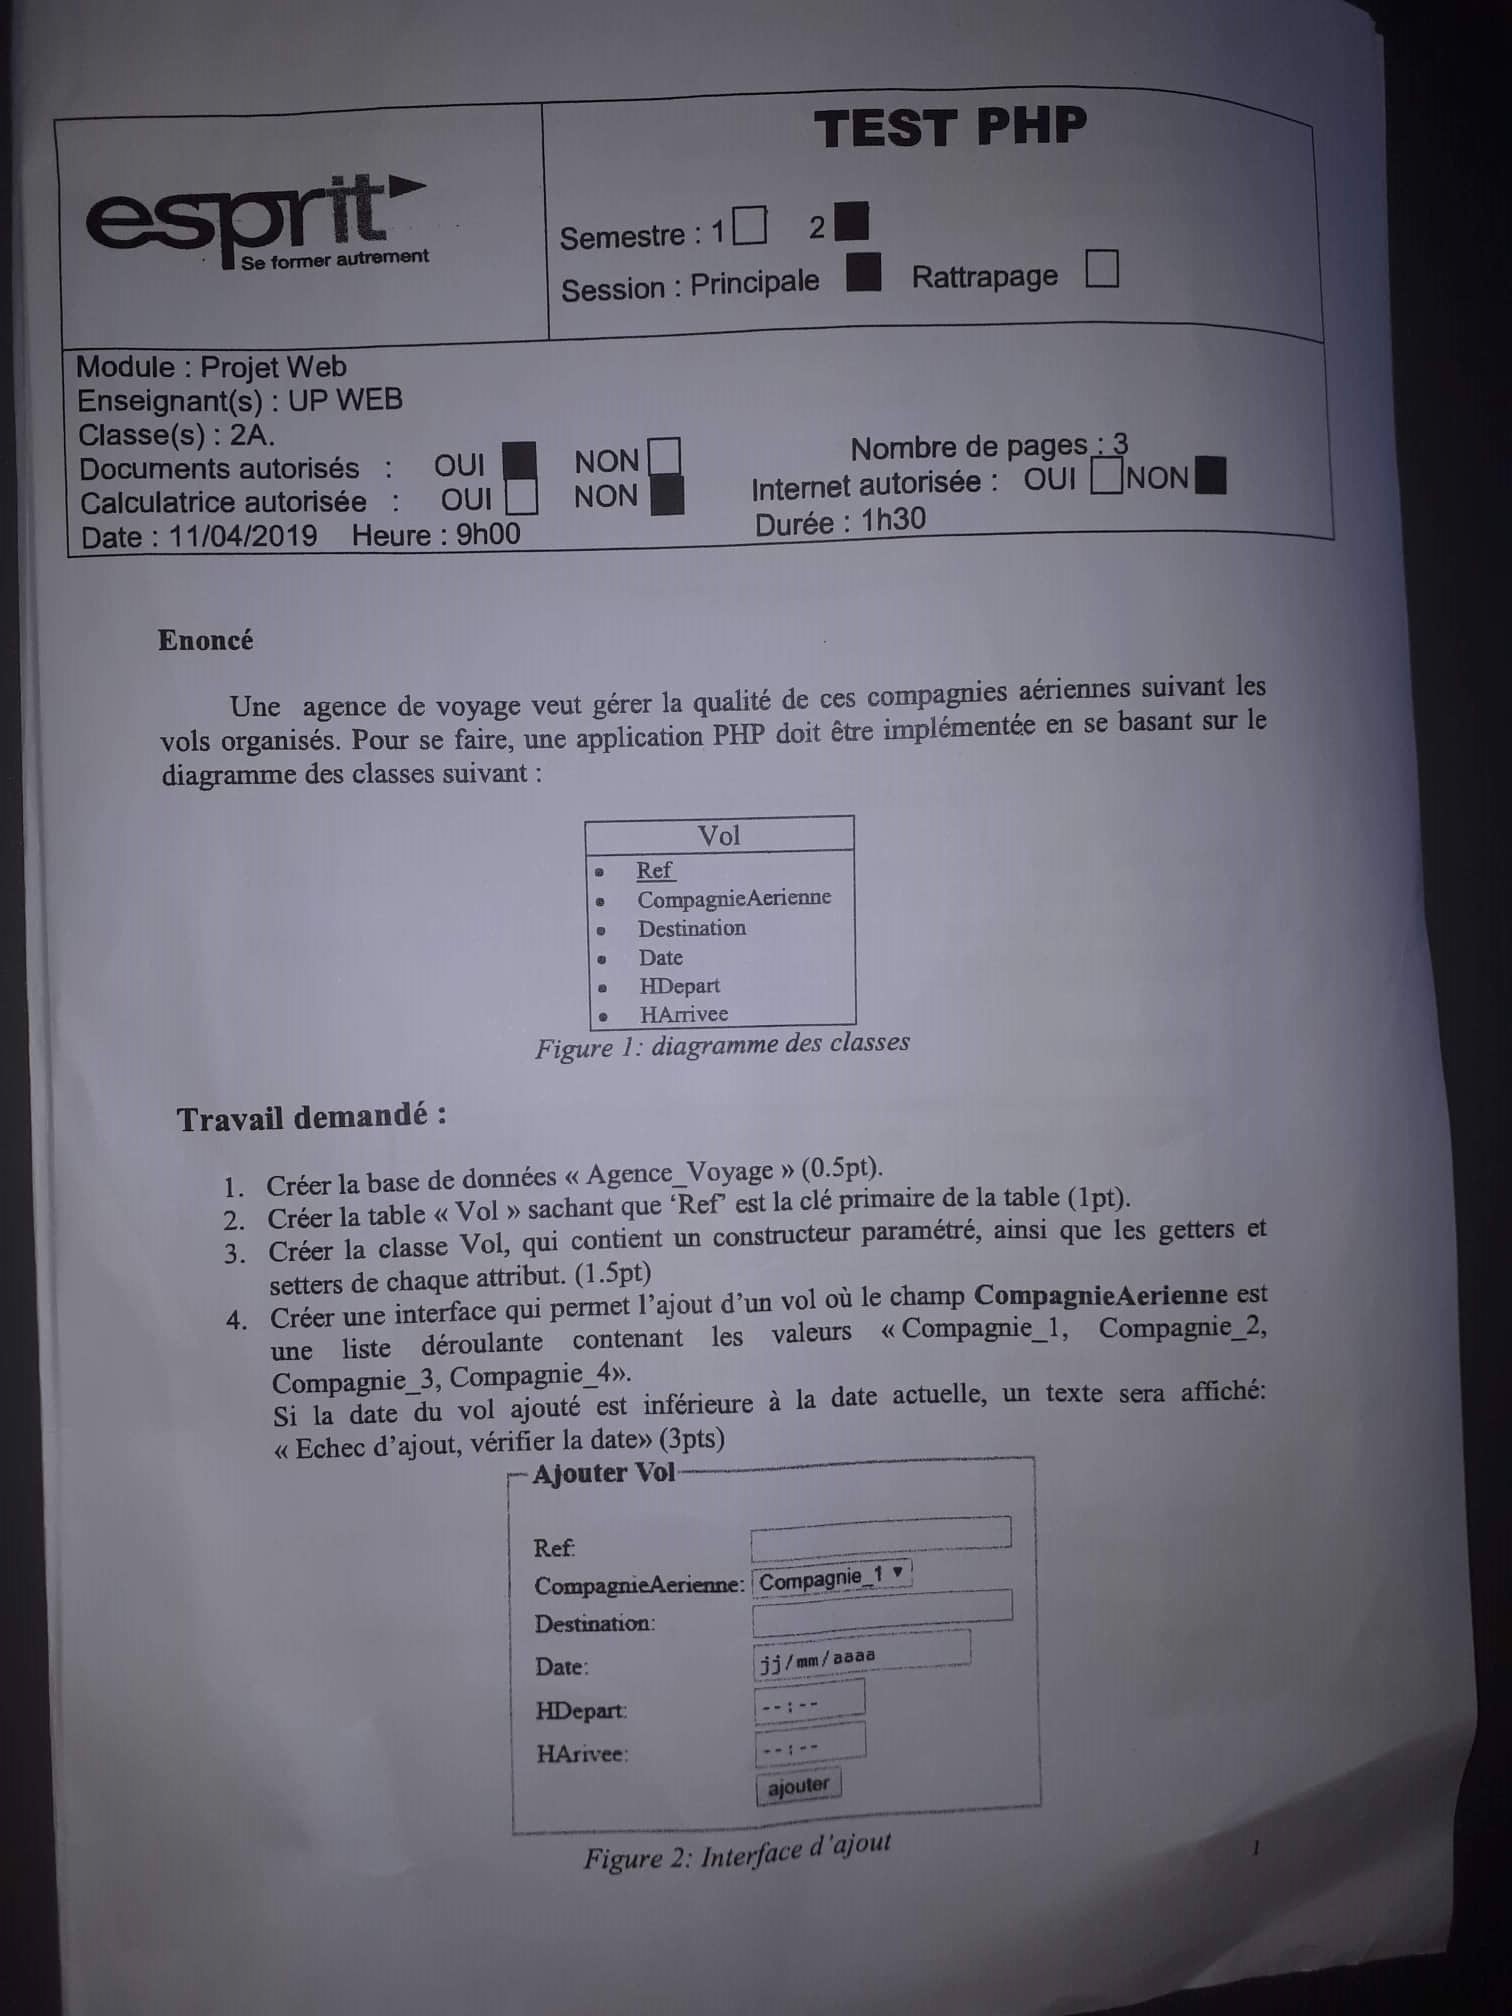 TEST PHP
esprit
Se former autrement
Semestre : 1 2
Session : Principale Rattrapage
Module : Projet Web
Enseignant(s) : UP WEB
Classe(s) : 2A.
Documents autorisés : OUI NON Nombre de pages : 3
Calculatrice autorisée : OUI NON Internet autorisée : OUI NON
Date : 11/04/2019 Heure : 9h00 Durée : 1h30
Enoncé
Une agence de voyage veut gérer la qualité de ces compagnies aériennes suivant les
vols organisés. Pour se faire, une application PHP doit être implémentée en se basant sur le
diagramme des classes suivant :
Vol
• Ref
• CompagnieAerienne
• Destination
• Date
• HDepart
• HArrivee
Figure 1: diagramme des classes
Travail demandé :
1. Créer la base de données « Agence_Voyage » (0.5pt).
2. Créer la table « Vol » sachant que ‘Ref’ est la clé primaire de la table (1pt).
3. Créer la classe Vol, qui contient un constructeur paramétré, ainsi que les getters et
setters de chaque attribut. (1.5pt)
4. Créer une interface qui permet l’ajout d’un vol où le champ CompagnieAerienne est
une liste déroulante contenant les valeurs « Compagnie_1, Compagnie_2,
Compagnie_3, Compagnie_4».
Si la date du vol ajouté est inférieure à la date actuelle, un texte sera affiché:
« Echec d’ajout, vérifier la date» (3pts)
Ajouter Vol
Ref:
CompagnieAerienne: Compagnie_1 ▼
Destination:
Date: jj/mm/aaaa
HDepart: --:--
HArivee: --:--
ajouter
Figure 2: Interface d'ajout
1